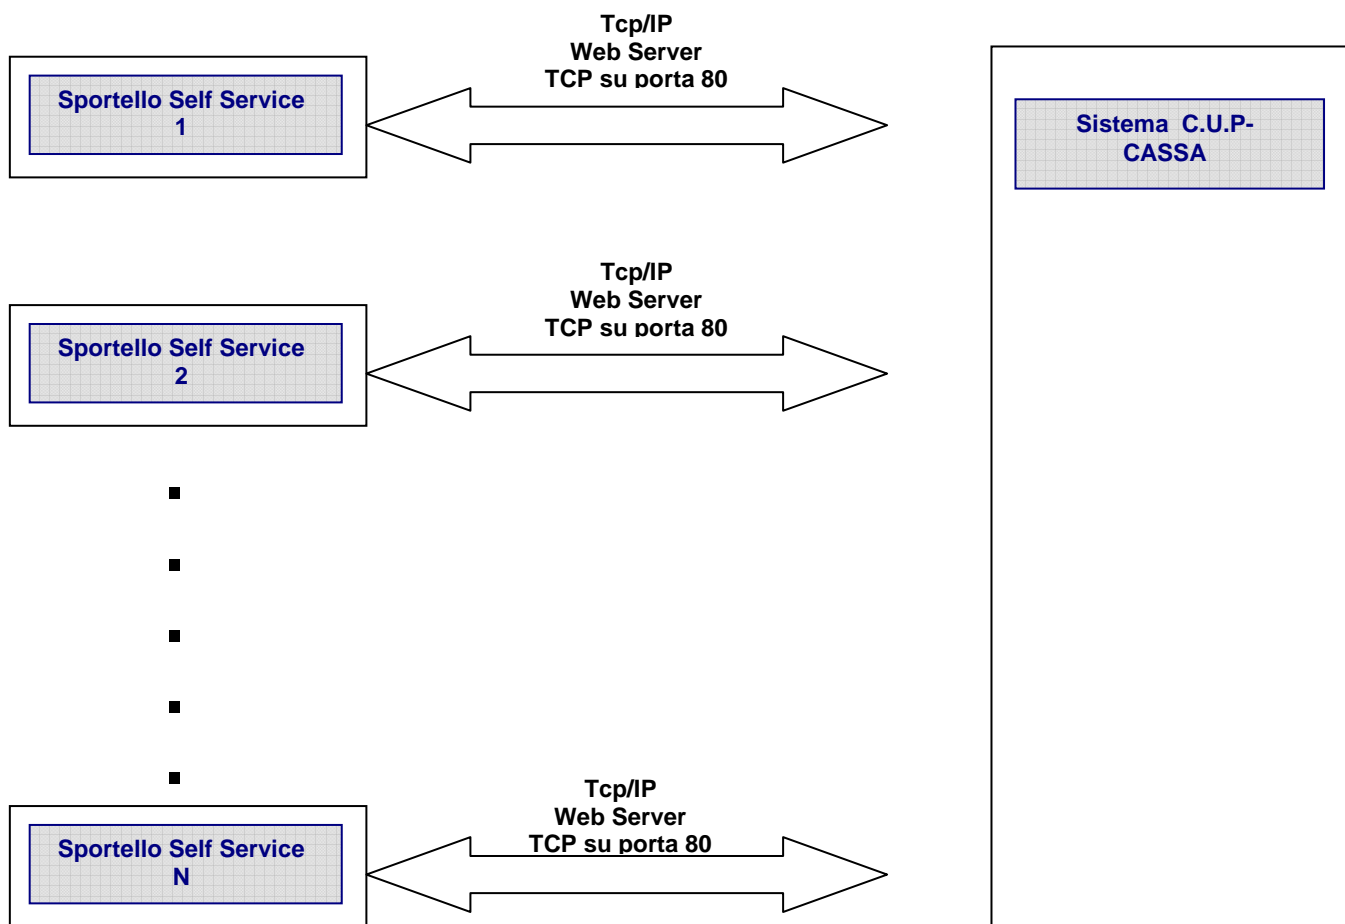 Tcp/IP
Web Server
TCP su porta 80
Sportello Self Service
1
Sistema C.U.P-
CASSA
Tcp/IP
Web Server
TCP su porta 80
Sportello Self Service
2
Tcp/IP
Web Server
TCP su porta 80
Sportello Self Service
N